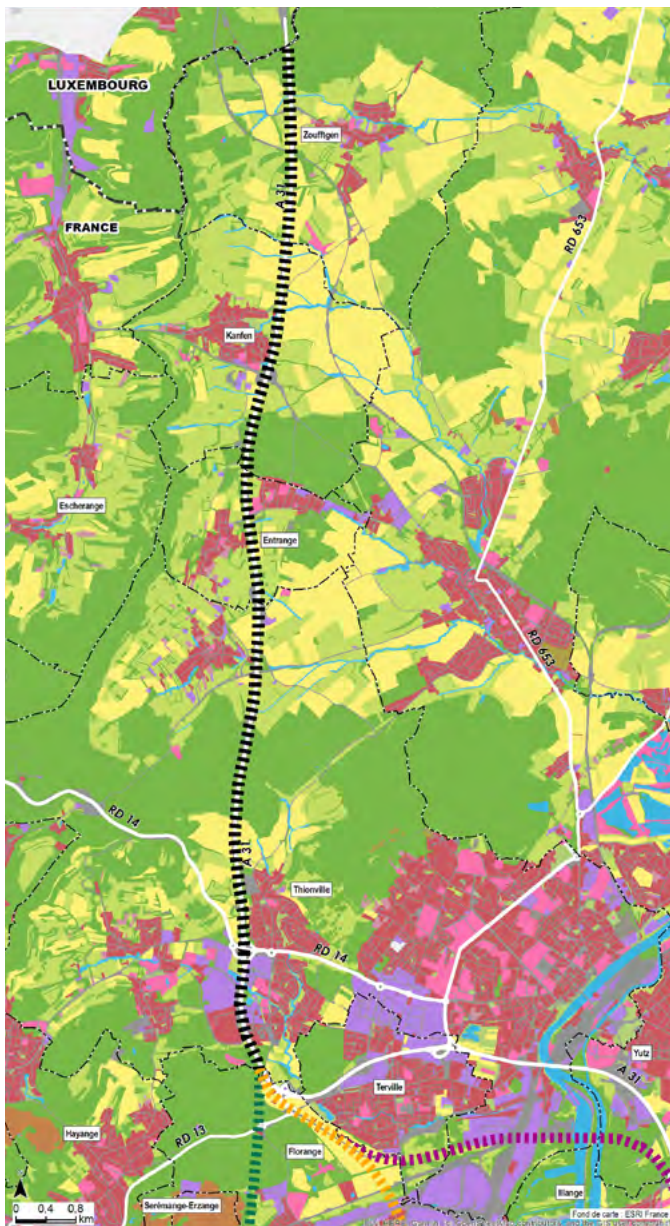 LUXEMBOURG
Zoufftgen
A 31
FRANCE
RD 653
Kanfen
Escherange
Entrange
RD 653
RD 14
A 31
Thionville
RD 14
Yutz
Terville
A 31
Hayange
RD 13
Florange
Illange
Serémange-Erzange
0,4 0,8
km
Fond de carte : ESRI France